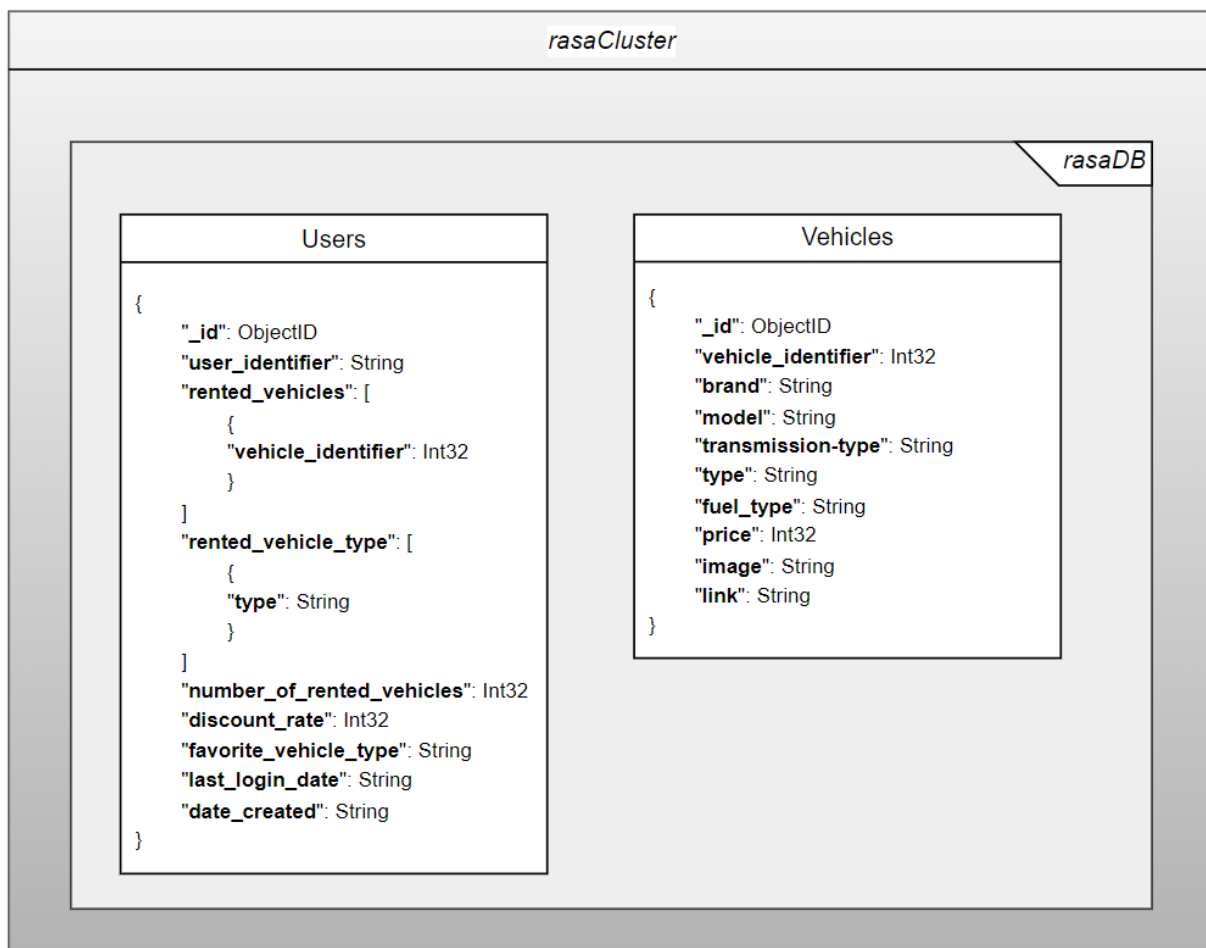 rasaCluster
rasaDB
Users
{
"_id": ObjectID
"user_identifier": String
"rented_vehicles": [
{
"vehicle_identifier": Int32
}
]
"rented_vehicle_type": [
{
"type": String
}
]
"number_of_rented_vehicles": Int32
"discount_rate": Int32
"favorite_vehicle_type": String
"last_login_date": String
"date_created": String
}
Vehicles
{
"_id": ObjectID
"vehicle_identifier": Int32
"brand": String
"model": String
"transmission-type": String
"type": String
"fuel_type": String
"price": Int32
"image": String
"link": String
}